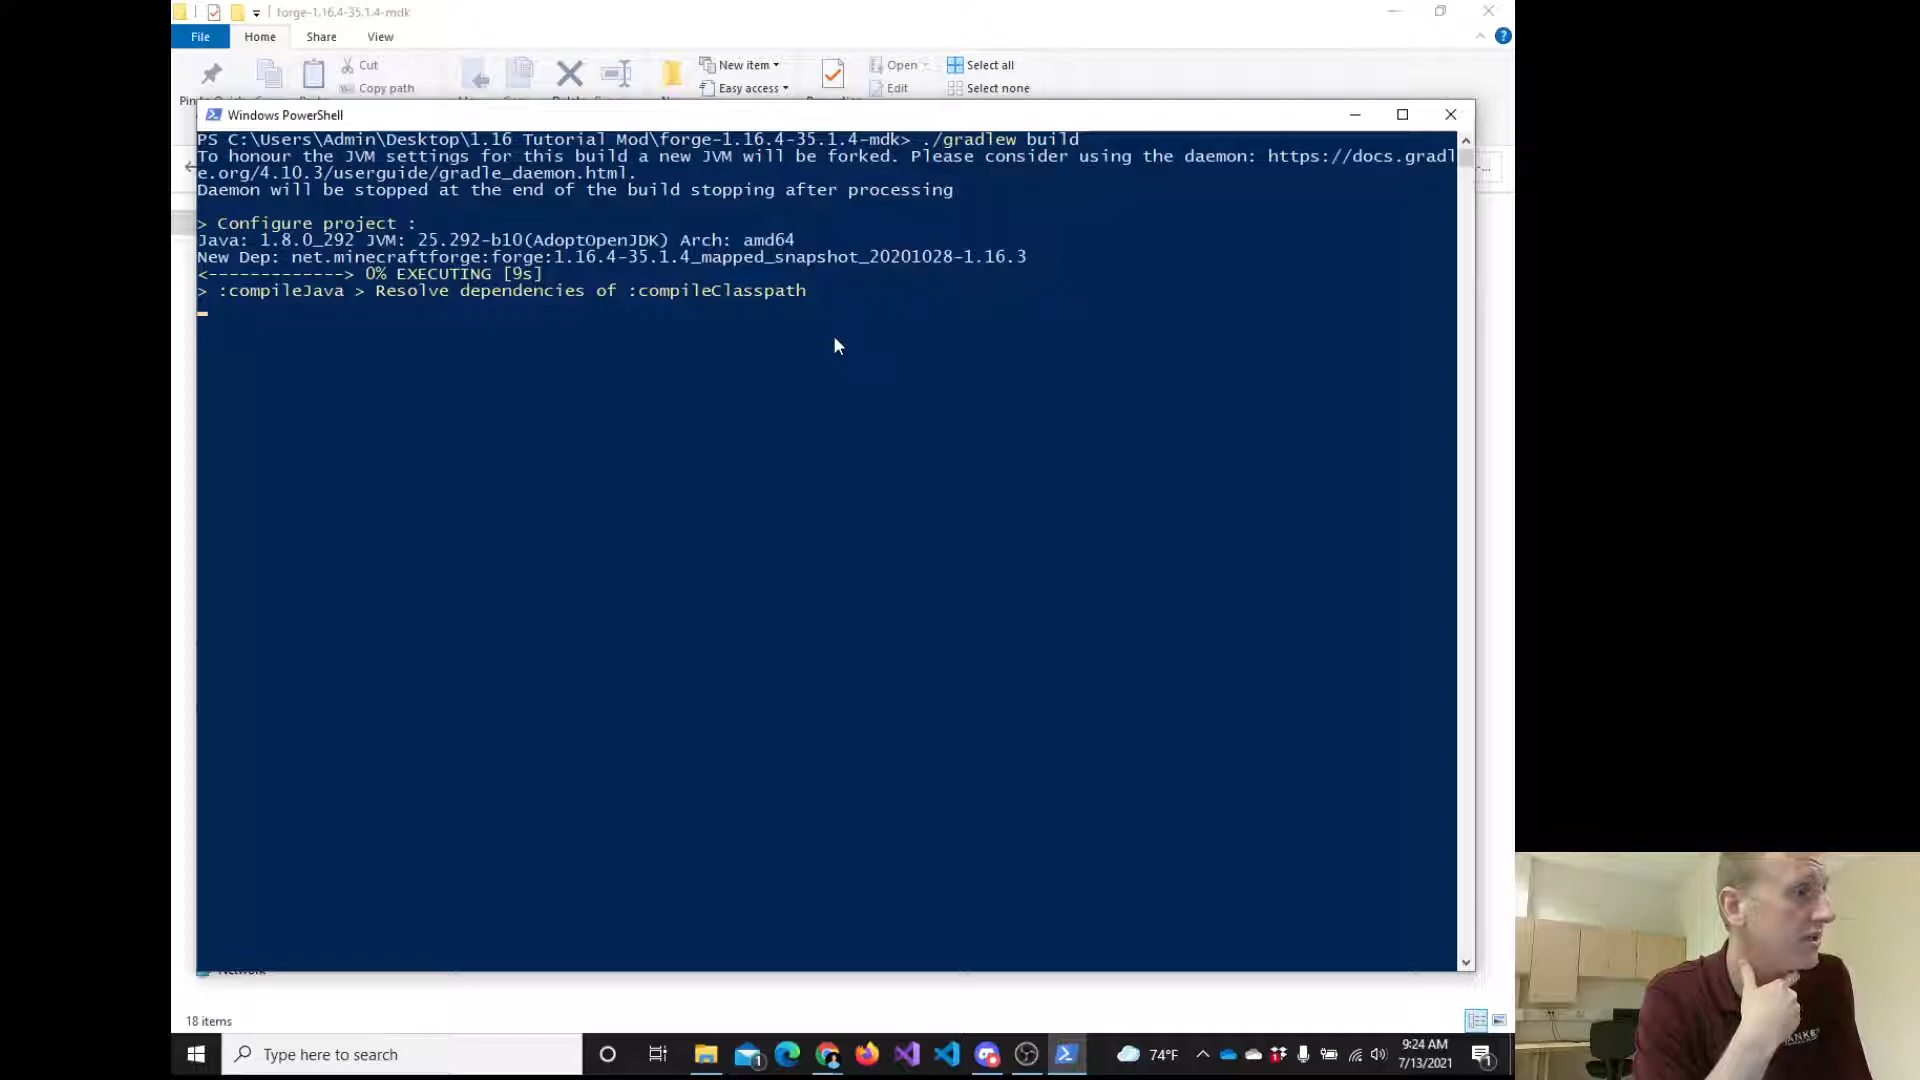 forge-1.16.4-35.1.4-mdk
File Home Share View
Cut
Copy path
New item
Easy access
Open
Edit
Select all
Select none
Windows PowerShell
PS C:\Users\Admin\Desktop\1.16 Tutorial Mod\forge-1.16.4-35.1.4-mdk> ./gradlew build
To honour the JVM settings for this build a new JVM will be forked. Please consider using the daemon: https://docs.gradl
e.org/4.10.3/userguide/gradle_daemon.html.
Daemon will be stopped at the end of the build stopping after processing
> Configure project :
Java: 1.8.0_292 JVM: 25.292-b10(AdoptOpenJDK) Arch: amd64
New Dep: net.minecraftforge:forge:1.16.4-35.1.4_mapped_snapshot_20201028-1.16.3
<-------------> 0% EXECUTING [9s]
> :compileJava > Resolve dependencies of :compileClasspath
Network
18 items
Type here to search
1
1
74°F
9:24 AM
7/13/2021
1